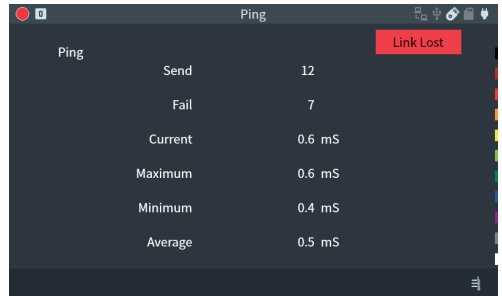 0 Ping
Link Lost
Ping
Send 12
Fail 7
Current 0.6 mS
Maximum 0.6 mS
Minimum 0.4 mS
Average 0.5 mS